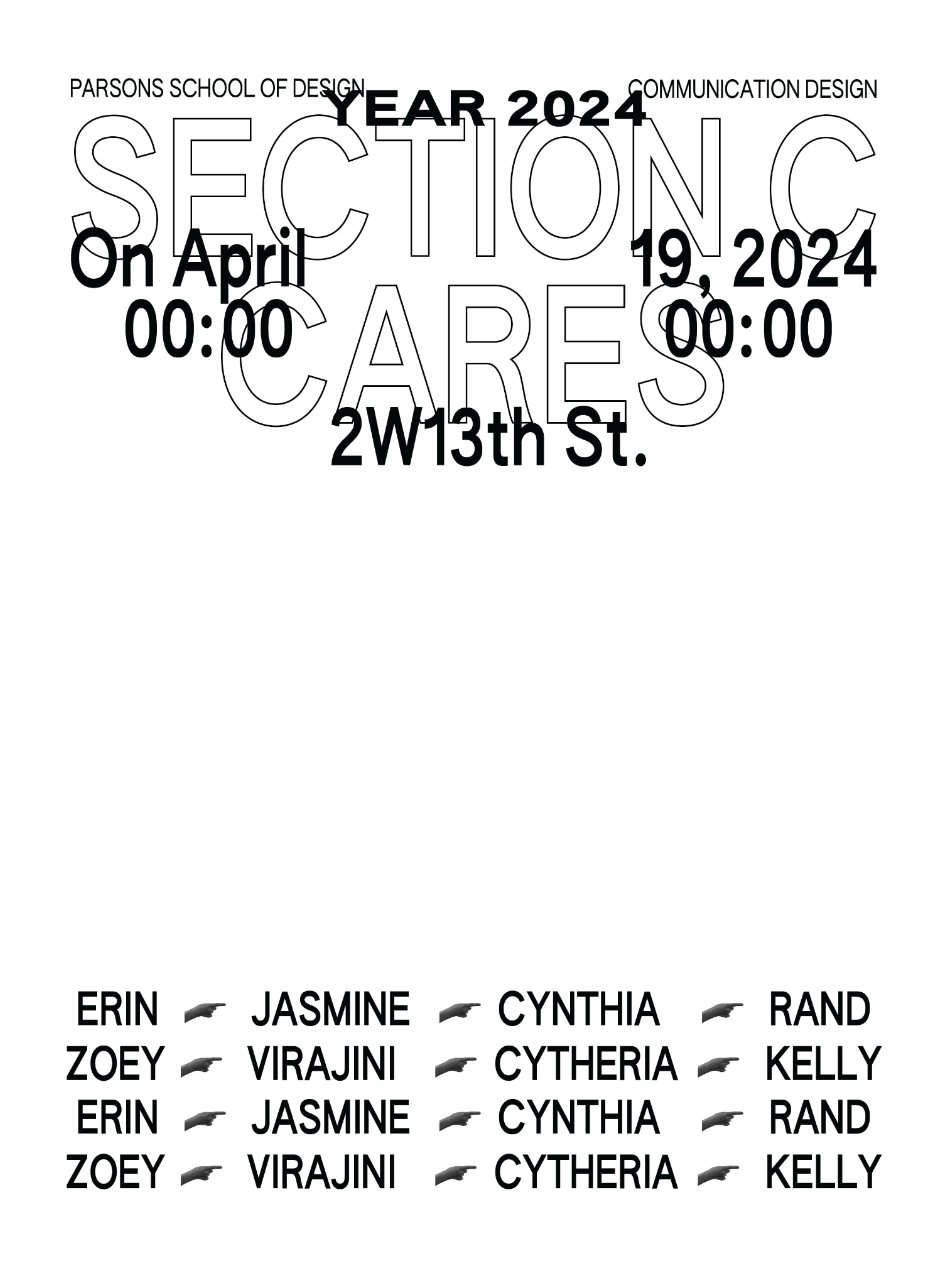 PARSONS SCHOOL OF DESIGN
COMMUNICATION DESIGN
YEAR 2024
SECTION C
On April 19, 2024
CARES
00:00 00:00
2W13th St.
ERIN JASMINE CYNTHIA RAND
ZOEY VIRAJINI CYTHERIA KELLY
ERIN JASMINE CYNTHIA RAND
ZOEY VIRAJINI CYTHERIA KELLY